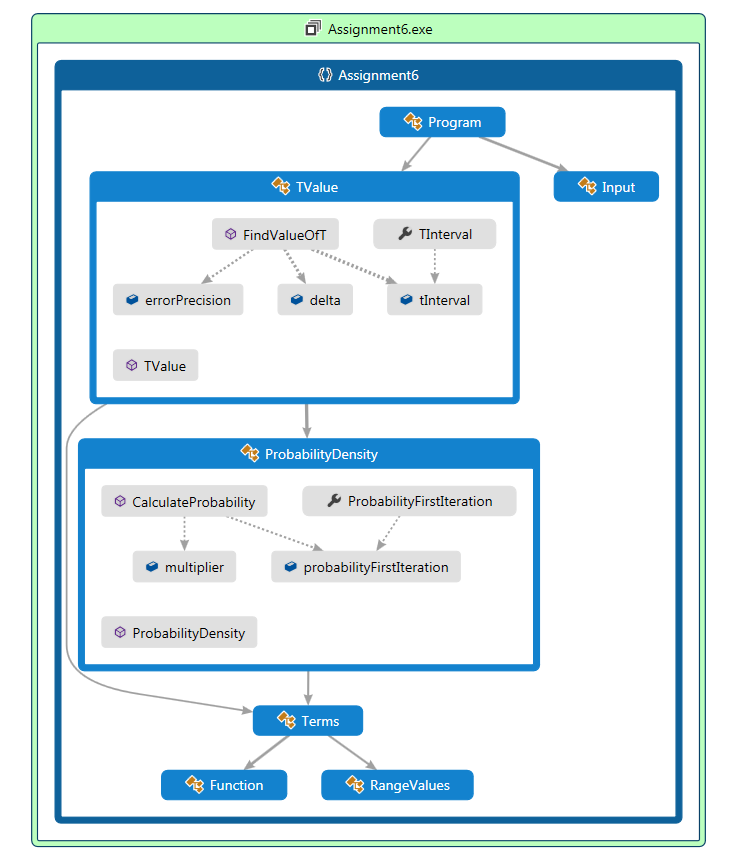 Assignment6.exe
Assignment6
Program
TValue
Input
FindValueOfT
TInterval
errorPrecision
delta
tInterval
TValue
ProbabilityDensity
CalculateProbability
ProbabilityFirstIteration
multiplier
probabilityFirstIteration
ProbabilityDensity
Terms
Function
RangeValues